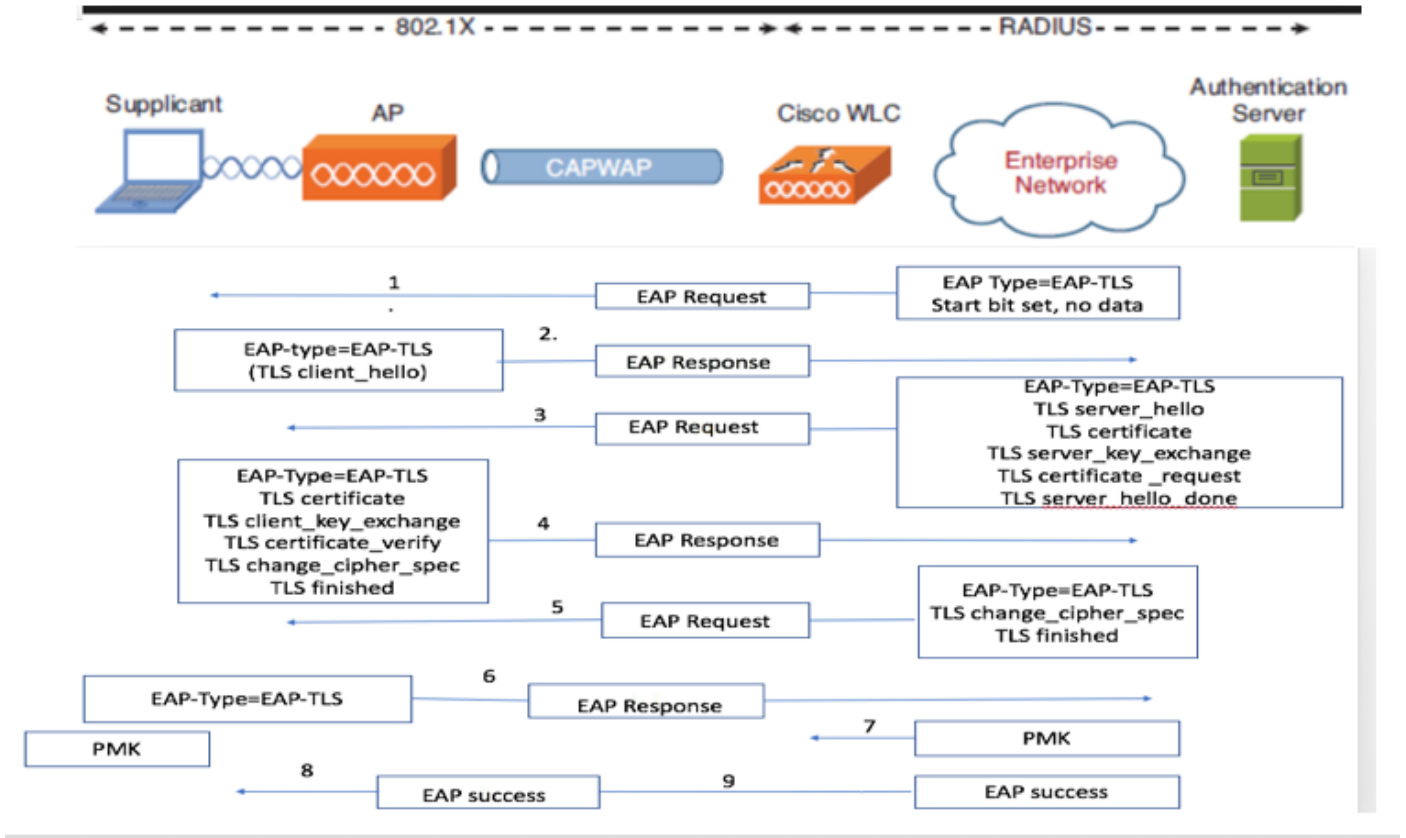 802.1X
RADIUS
Supplicant
AP
CAPWAP
Cisco WLC
Enterprise
Network
Authentication
Server
1
.
EAP Request
EAP Type=EAP-TLS
Start bit set, no data
EAP-type=EAP-TLS
(TLS client_hello)
2.
EAP Response
3
EAP Request
EAP-Type=EAP-TLS
TLS server_hello
TLS certificate
TLS server_key_exchange
TLS certificate _request
TLS server_hello_done
EAP-Type=EAP-TLS
TLS certificate
TLS client_key_exchange
TLS certificate_verify
TLS change_cipher_spec
TLS finished
4
EAP Response
5
EAP Request
EAP-Type=EAP-TLS
TLS change_cipher_spec
TLS finished
EAP-Type=EAP-TLS
6
EAP Response
PMK
7
PMK
8
EAP success
9
EAP success